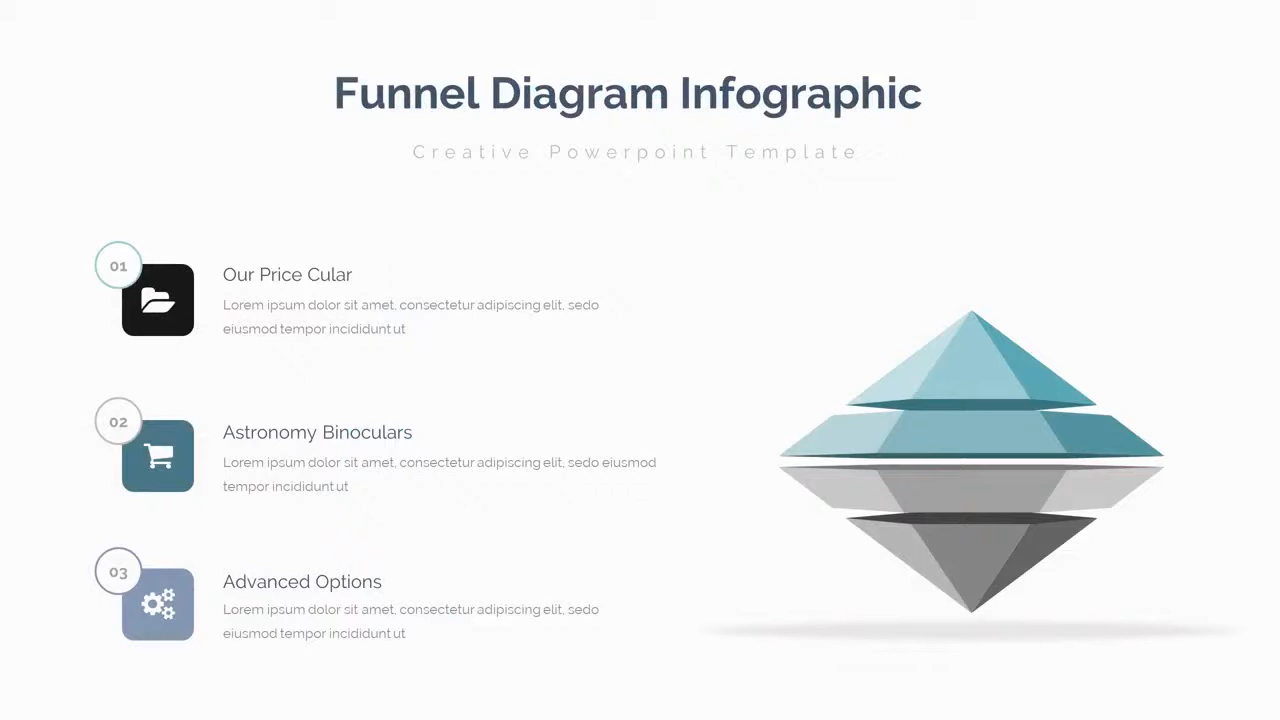 Funnel Diagram Infographic
Creative Powerpoint Template
01
Our Price Cular
Lorem ipsum dolor sit amet, consectetur adipiscing elit, sedo
eiusmod tempor incididunt ut
02
Astronomy Binoculars
Lorem ipsum dolor sit amet, consectetur adipiscing elit, sedo eiusmod
tempor incididunt ut
03
Advanced Options
Lorem ipsum dolor sit amet, consectetur adipiscing elit, sedo
eiusmod tempor incididunt ut